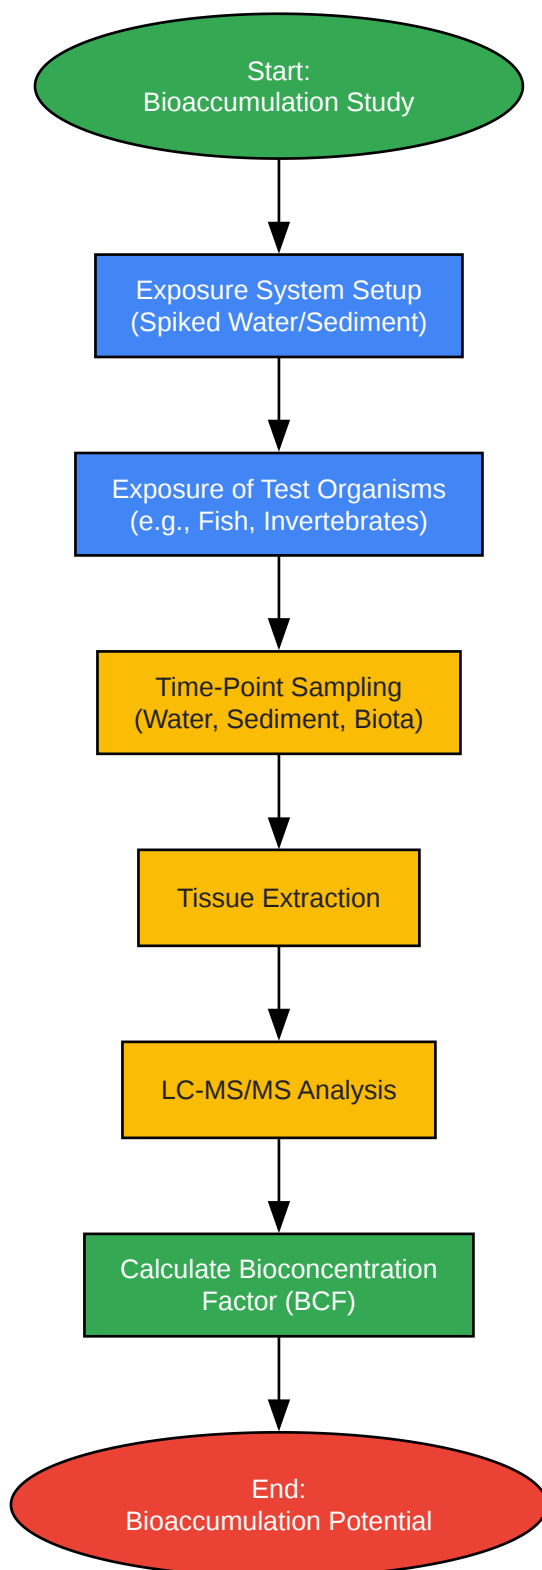 Start:
Bioaccumulation Study
Exposure System Setup
(Spiked Water/Sediment)
Exposure of Test Organisms
(e.g., Fish, Invertebrates)
Time-Point Sampling
(Water, Sediment, Biota)
Tissue Extraction
LC-MS/MS Analysis
Calculate Bioconcentration
Factor (BCF)
End:
Bioaccumulation Potential